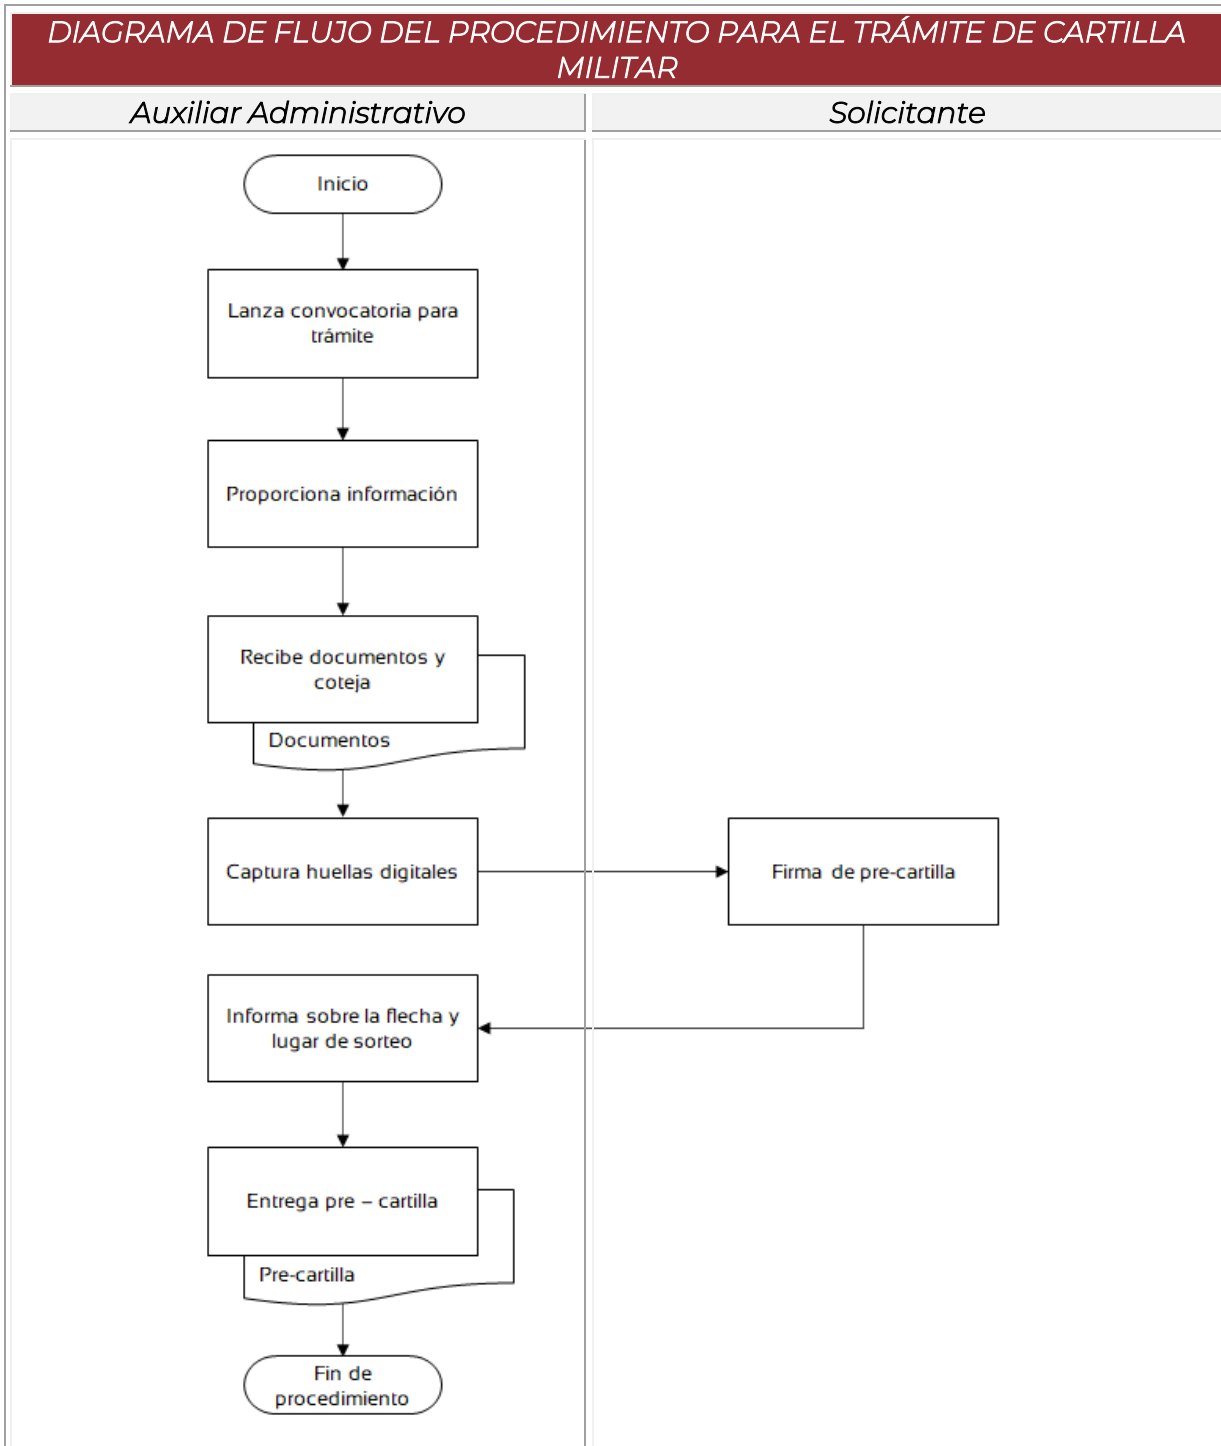 DIAGRAMA DE FLUJO DEL PROCEDIMIENTO PARA EL TRÁMITE DE CARTILLA
MILITAR
Auxiliar Administrativo
Solicitante
Inicio
Lanza convocatoria para
trámite
Proporciona información
Recibe documentos y
coteja
Documentos
Captura huellas digitales
Firma de pre-cartilla
Informa sobre la flecha y
lugar de sorteo
Entrega pre – cartilla
Pre-cartilla
Fin de
procedimiento